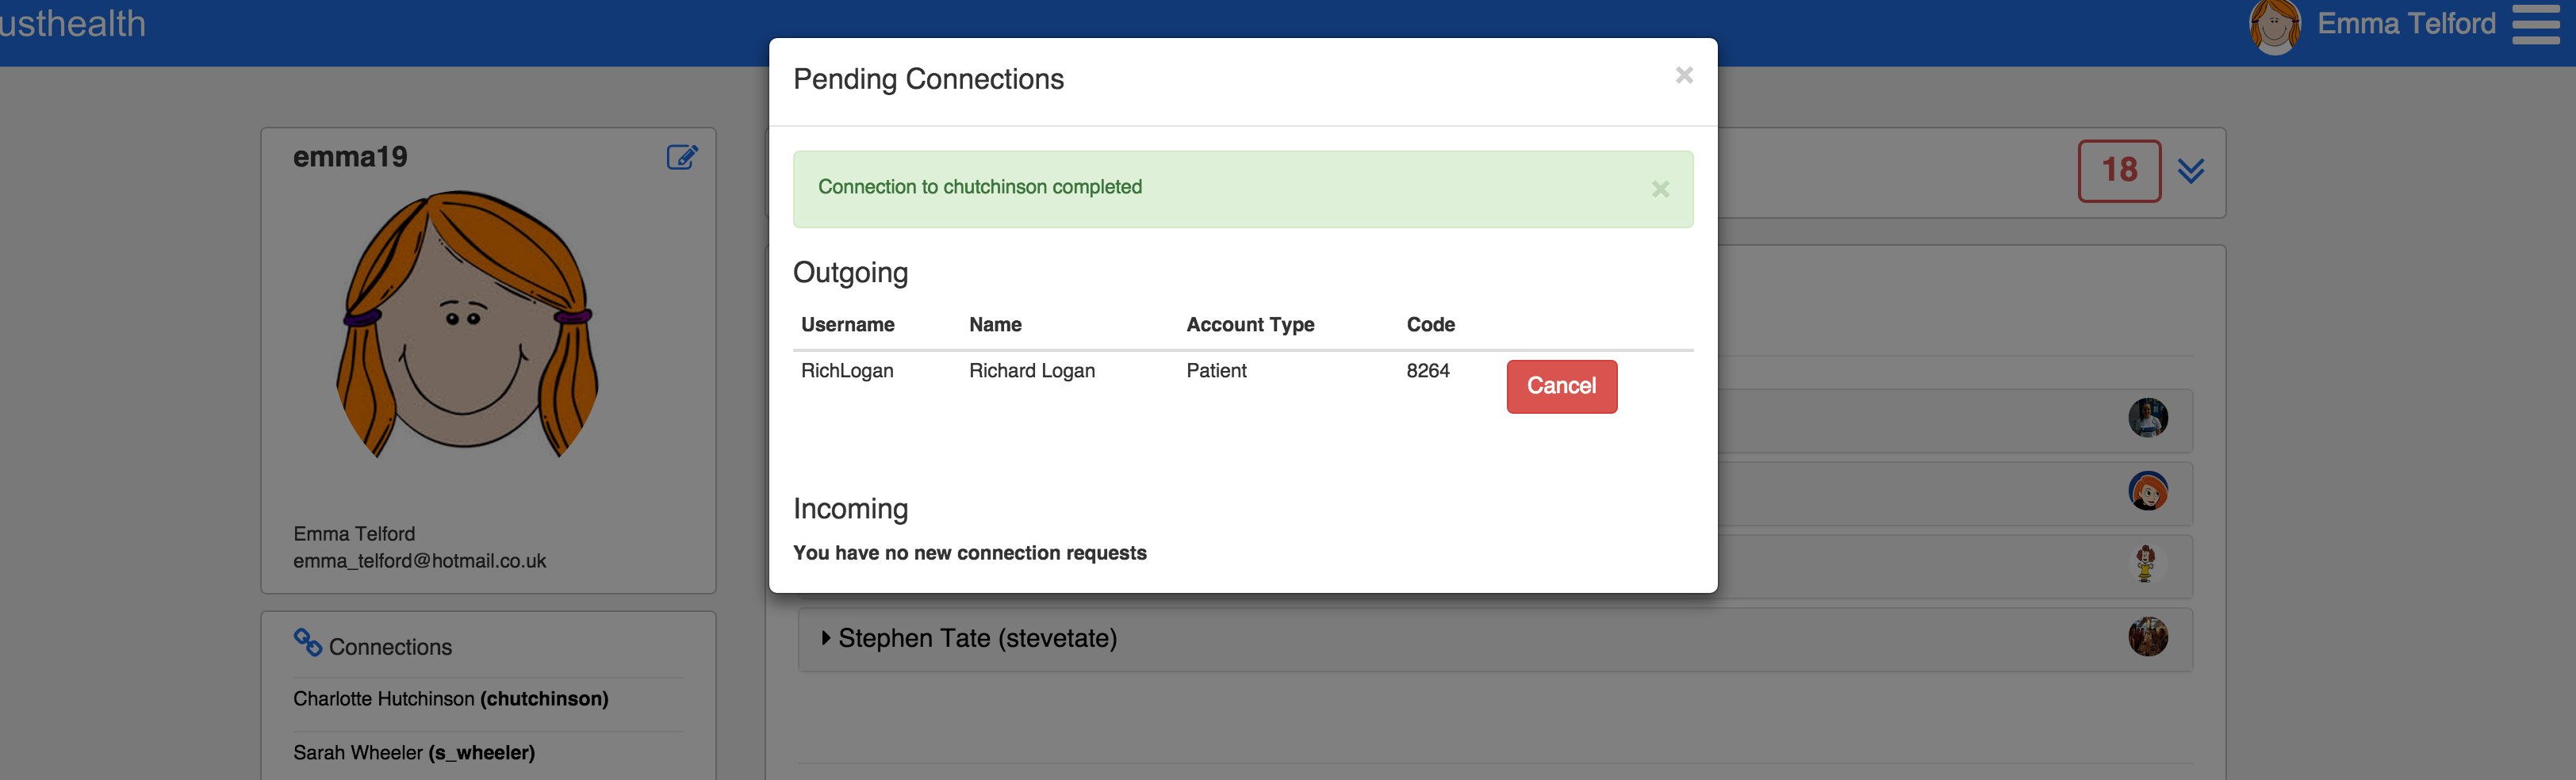 usthealth
Emma Telford
Pending Connections
×
emma19
Connection to chutchinson completed
×
18
Outgoing
Username Name Account Type Code
RichLogan Richard Logan Patient 8264 Cancel
Incoming
You have no new connection requests
Emma Telford
emma_telford@hotmail.co.uk
Connections
Charlotte Hutchinson (chutchinson)
Sarah Wheeler (s_wheeler)
Stephen Tate (stevetate)